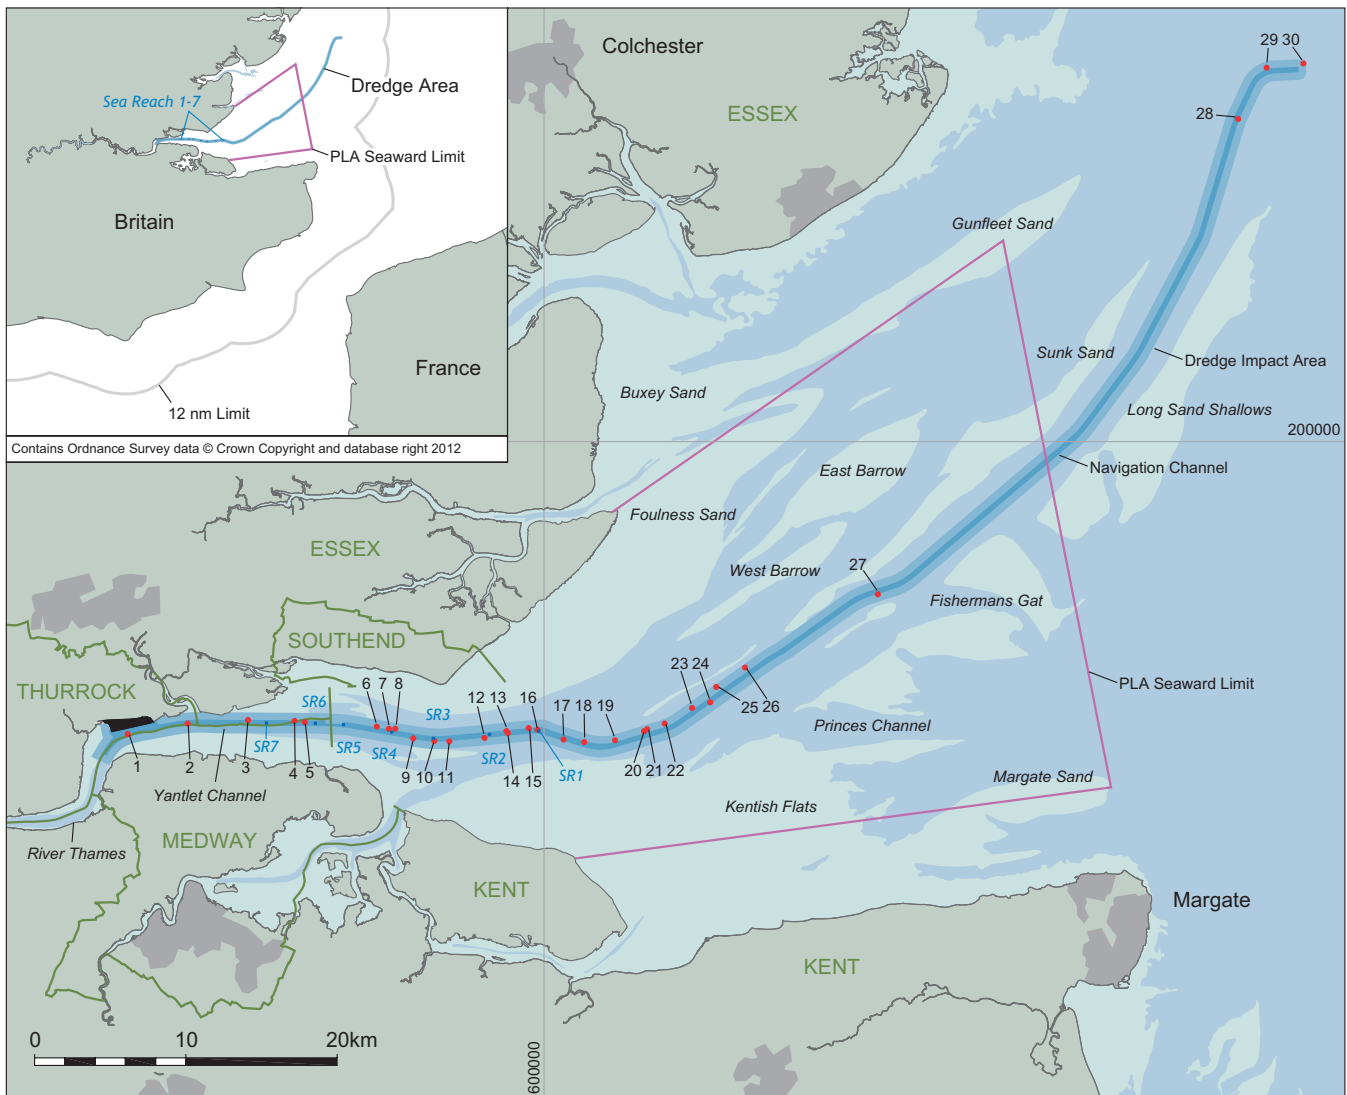 Colchester
ESSEX
29 30
28
Dredge Area
Sea Reach 1-7
PLA Seaward Limit
Britain
France
12 nm Limit
Contains Ordnance Survey data © Crown Copyright and database right 2012
Gunfleet Sand
Sunk Sand
Dredge Impact Area
Buxey Sand
Long Sand Shallows
200000
East Barrow
Navigation Channel
Foulness Sand
ESSEX
West Barrow
27
Fishermans Gat
SOUTHEND
THURROCK
23 24
PLA Seaward Limit
SR6
6 7 8
SR3
12 13
16
17 18 19
25 26
Princes Channel
1
2
3
SR7
4 5
SR5
SR4
9 10 11
SR2
14 15
SR1
20 21 22
Yantlet Channel
Margate Sand
Kentish Flats
River Thames
MEDWAY
KENT
Margate
KENT
0 10 20km
600000